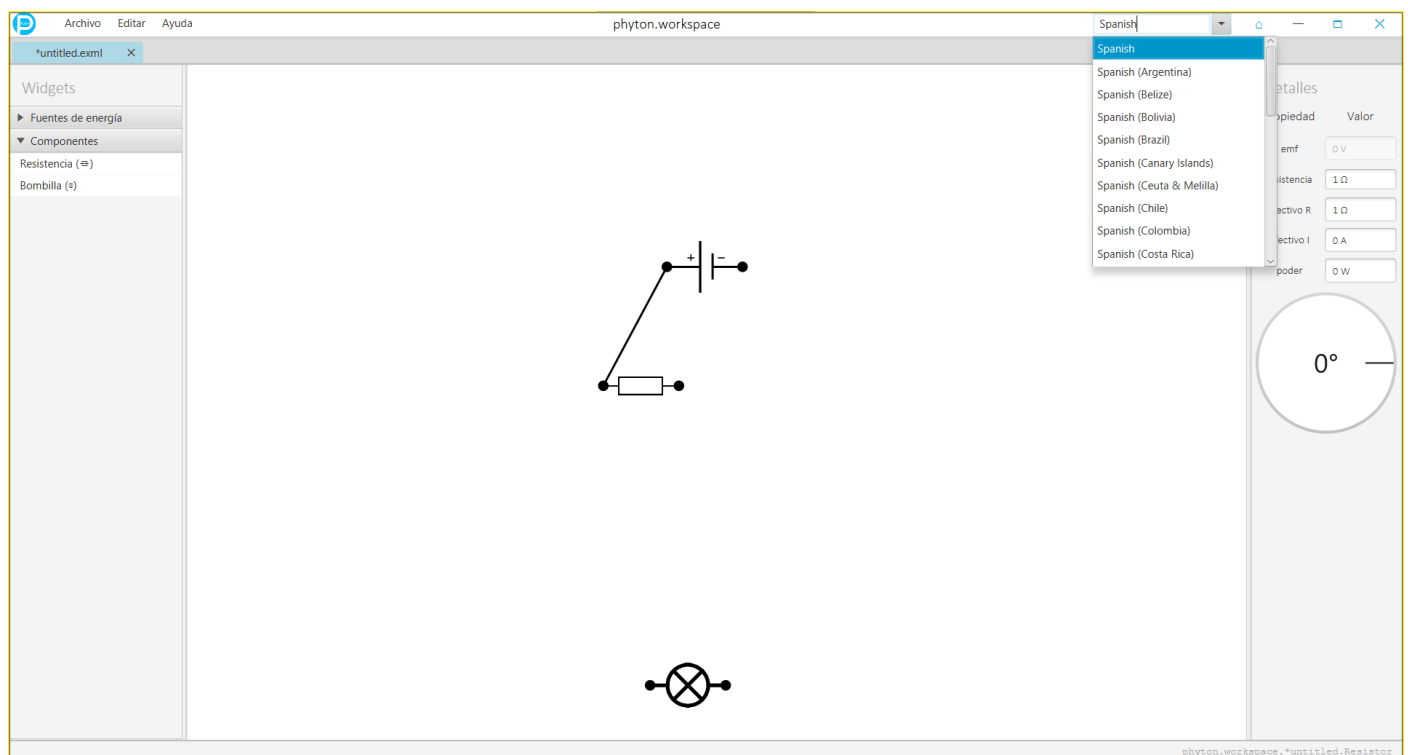 Archivo Editar Ayuda phyton.workspace Spanish
*untitled.exml
Widgets
Fuentes de energía
Componentes
Resistencia
Bombilla
+ −
Spanish
Spanish (Argentina)
Spanish (Belize)
Spanish (Bolivia)
Spanish (Brazil)
Spanish (Canary Islands)
Spanish (Ceuta & Melilla)
Spanish (Chile)
Spanish (Colombia)
Spanish (Costa Rica)
etalles
opiedad Valor
emf 0 V
sistencia 1 Ω
ectivo R 1 Ω
fectivo I 0 A
poder 0 W
0°
phyton.workspace.*untitled.Resistor